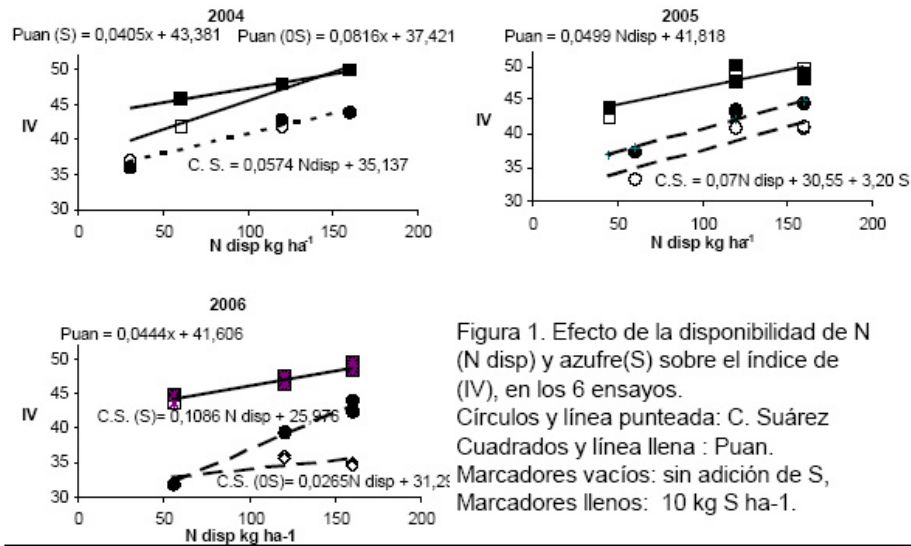 2004
Puan (S) = 0,0405x + 43,381 Puan (0S) = 0,0816x + 37,421
50
45
IV
40
35
30
C. S. = 0,0574 Ndisp + 35,137
0 50 100 150 200
N disp kg ha-1
2005
Puan = 0,0499 Ndisp + 41,818
50
45
IV
40
35
30
C.S. = 0,07N disp + 30,55 + 3,20 S
0 50 100 150 200
N disp kg ha-1
2006
Puan = 0,0444x + 41,606
50
45
IV
40
35
30
C.S. (S)= 0,1086 N disp + 25,976
C.S. (0S)= 0,0265N disp + 31,
0 50 100 150 200
N disp kg ha-1
Figura 1. Efecto de la disponibilidad de N
(N disp) y azufre(S) sobre el índice de
(IV), en los 6 ensayos.
Círculos y línea punteada: C. Suárez
Cuadrados y línea llena : Puan.
Marcadores vacíos: sin adición de S,
Marcadores llenos: 10 kg S ha-1.